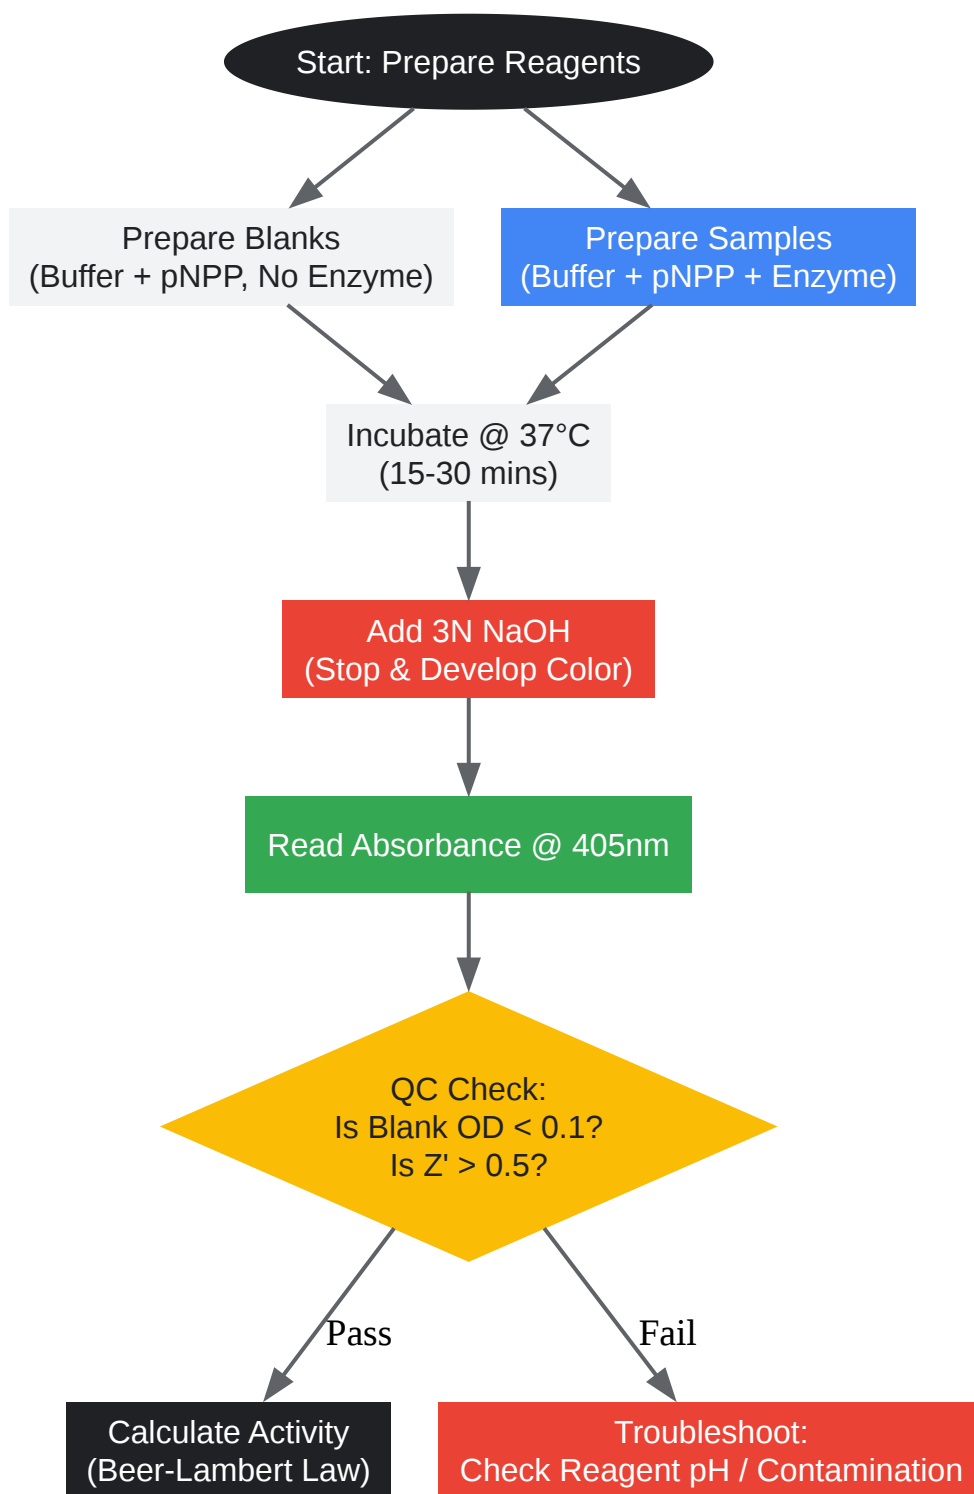 Start: Prepare Reagents
Prepare Blanks
(Buffer + pNPP, No Enzyme)
Prepare Samples
(Buffer + pNPP + Enzyme)
Incubate @ 37°C
(15-30 mins)
Add 3N NaOH
(Stop & Develop Color)
Read Absorbance @ 405nm
QC Check:
Is Blank OD < 0.1?
Is Z' > 0.5?
Pass
Fail
Calculate Activity
(Beer-Lambert Law)
Troubleshoot:
Check Reagent pH / Contamination